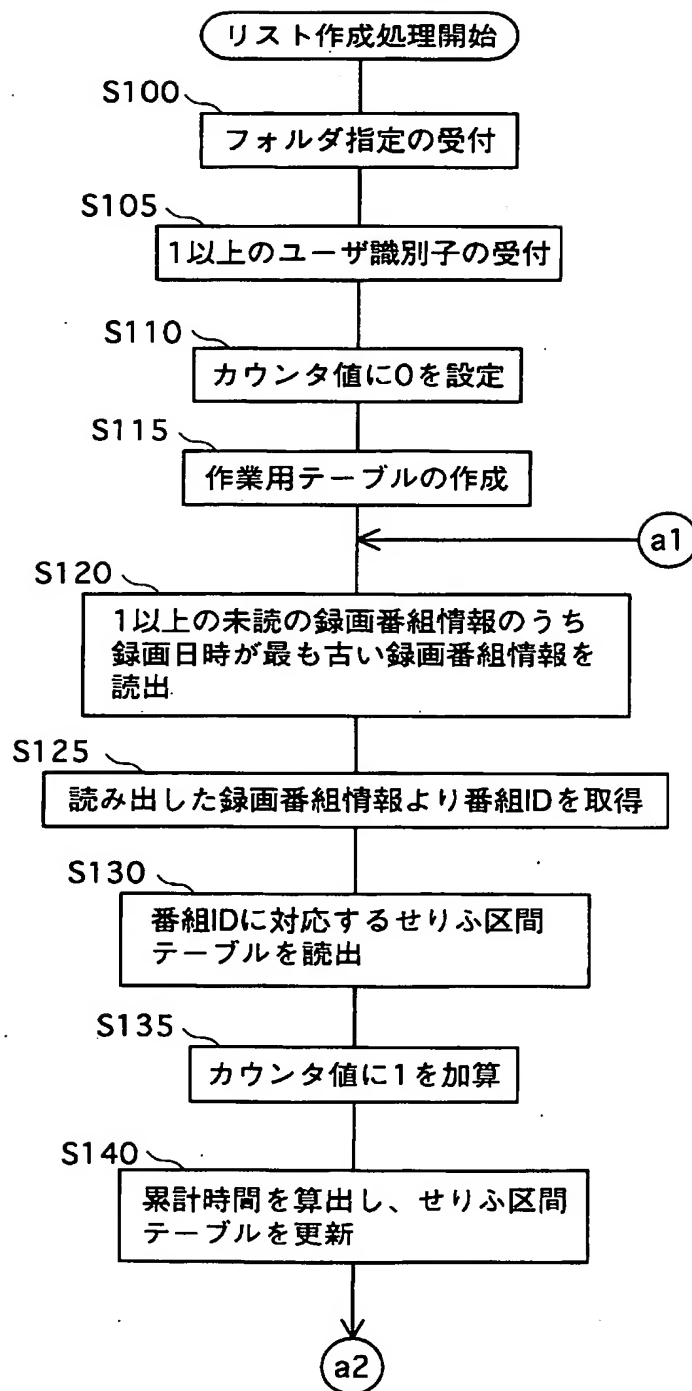 リスト作成処理開始
S100
フォルダ指定の受付
S105
1以上のユーザ識別子の受付
S110
カウンタ値に0を設定
S115
作業用テーブルの作成
a1
S120
1以上の未読の録画番組情報のうち
録画日時が最も古い録画番組情報を
読出
S125
読み出した録画番組情報より番組IDを取得
S130
番組IDに対応するせりふ区間
テーブルを読出
S135
カウンタ値に1を加算
S140
累計時間を算出し、せりふ区間
テーブルを更新
a2